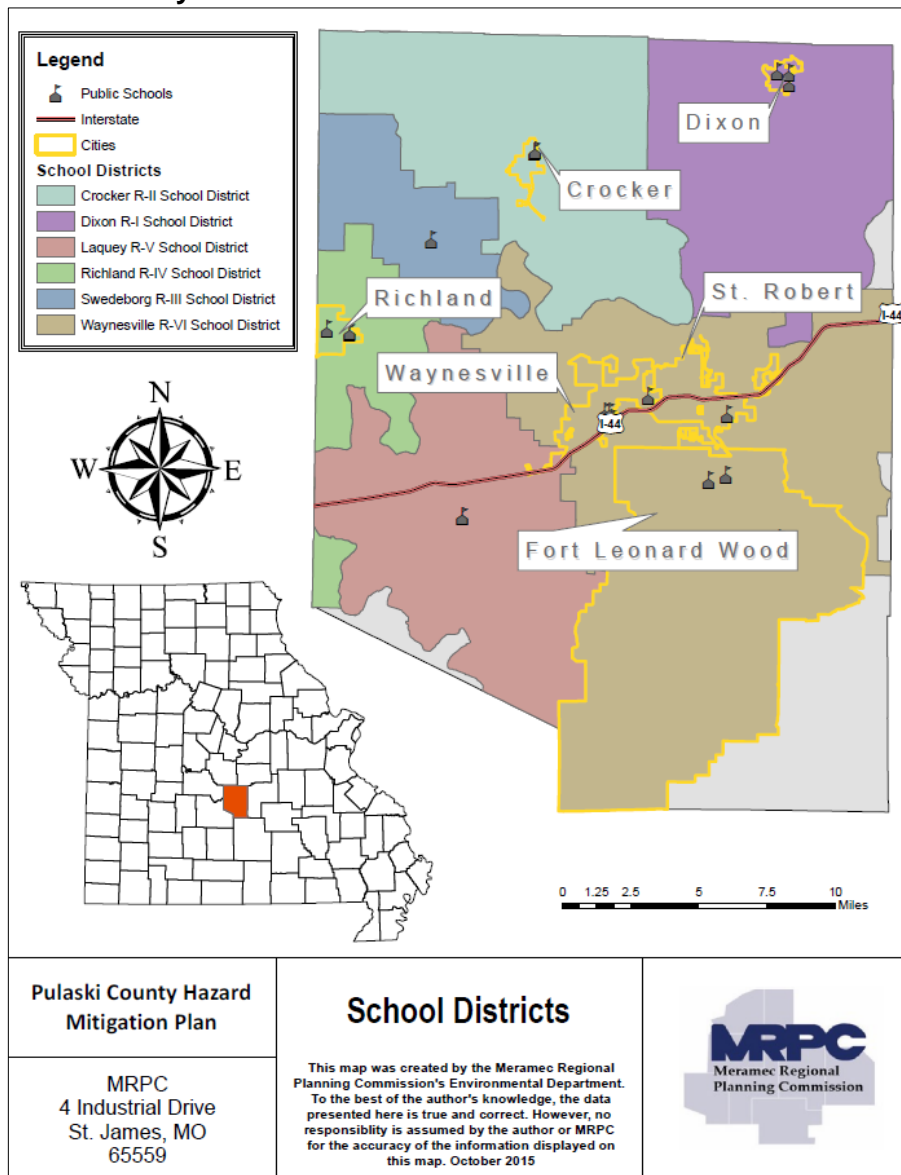 Legend
Public Schools
Interstate
Cities
School Districts
Crocker R-II School District
Dixon R-I School District
Laquey R-V School District
Richland R-IV School District
Swedeborg R-III School District
Waynesville R-VI School District
Dixon
Crocker
Richland
St. Robert
I-44
Waynesville
I-44
Fort Leonard Wood
N
W E
S
0 1.25 2.5 5 7.5 10
Miles
Pulaski County Hazard
Mitigation Plan
MRPC
4 Industrial Drive
St. James, MO
65559
School Districts
This map was created by the Meramec Regional
Planning Commission's Environmental Department.
To the best of the author's knowledge, the data
presented here is true and correct. However, no
responsiblity is assumed by the author or MRPC
for the accuracy of the information displayed on
this map. October 2015
MRPC
Meramec Regional
Planning Commission